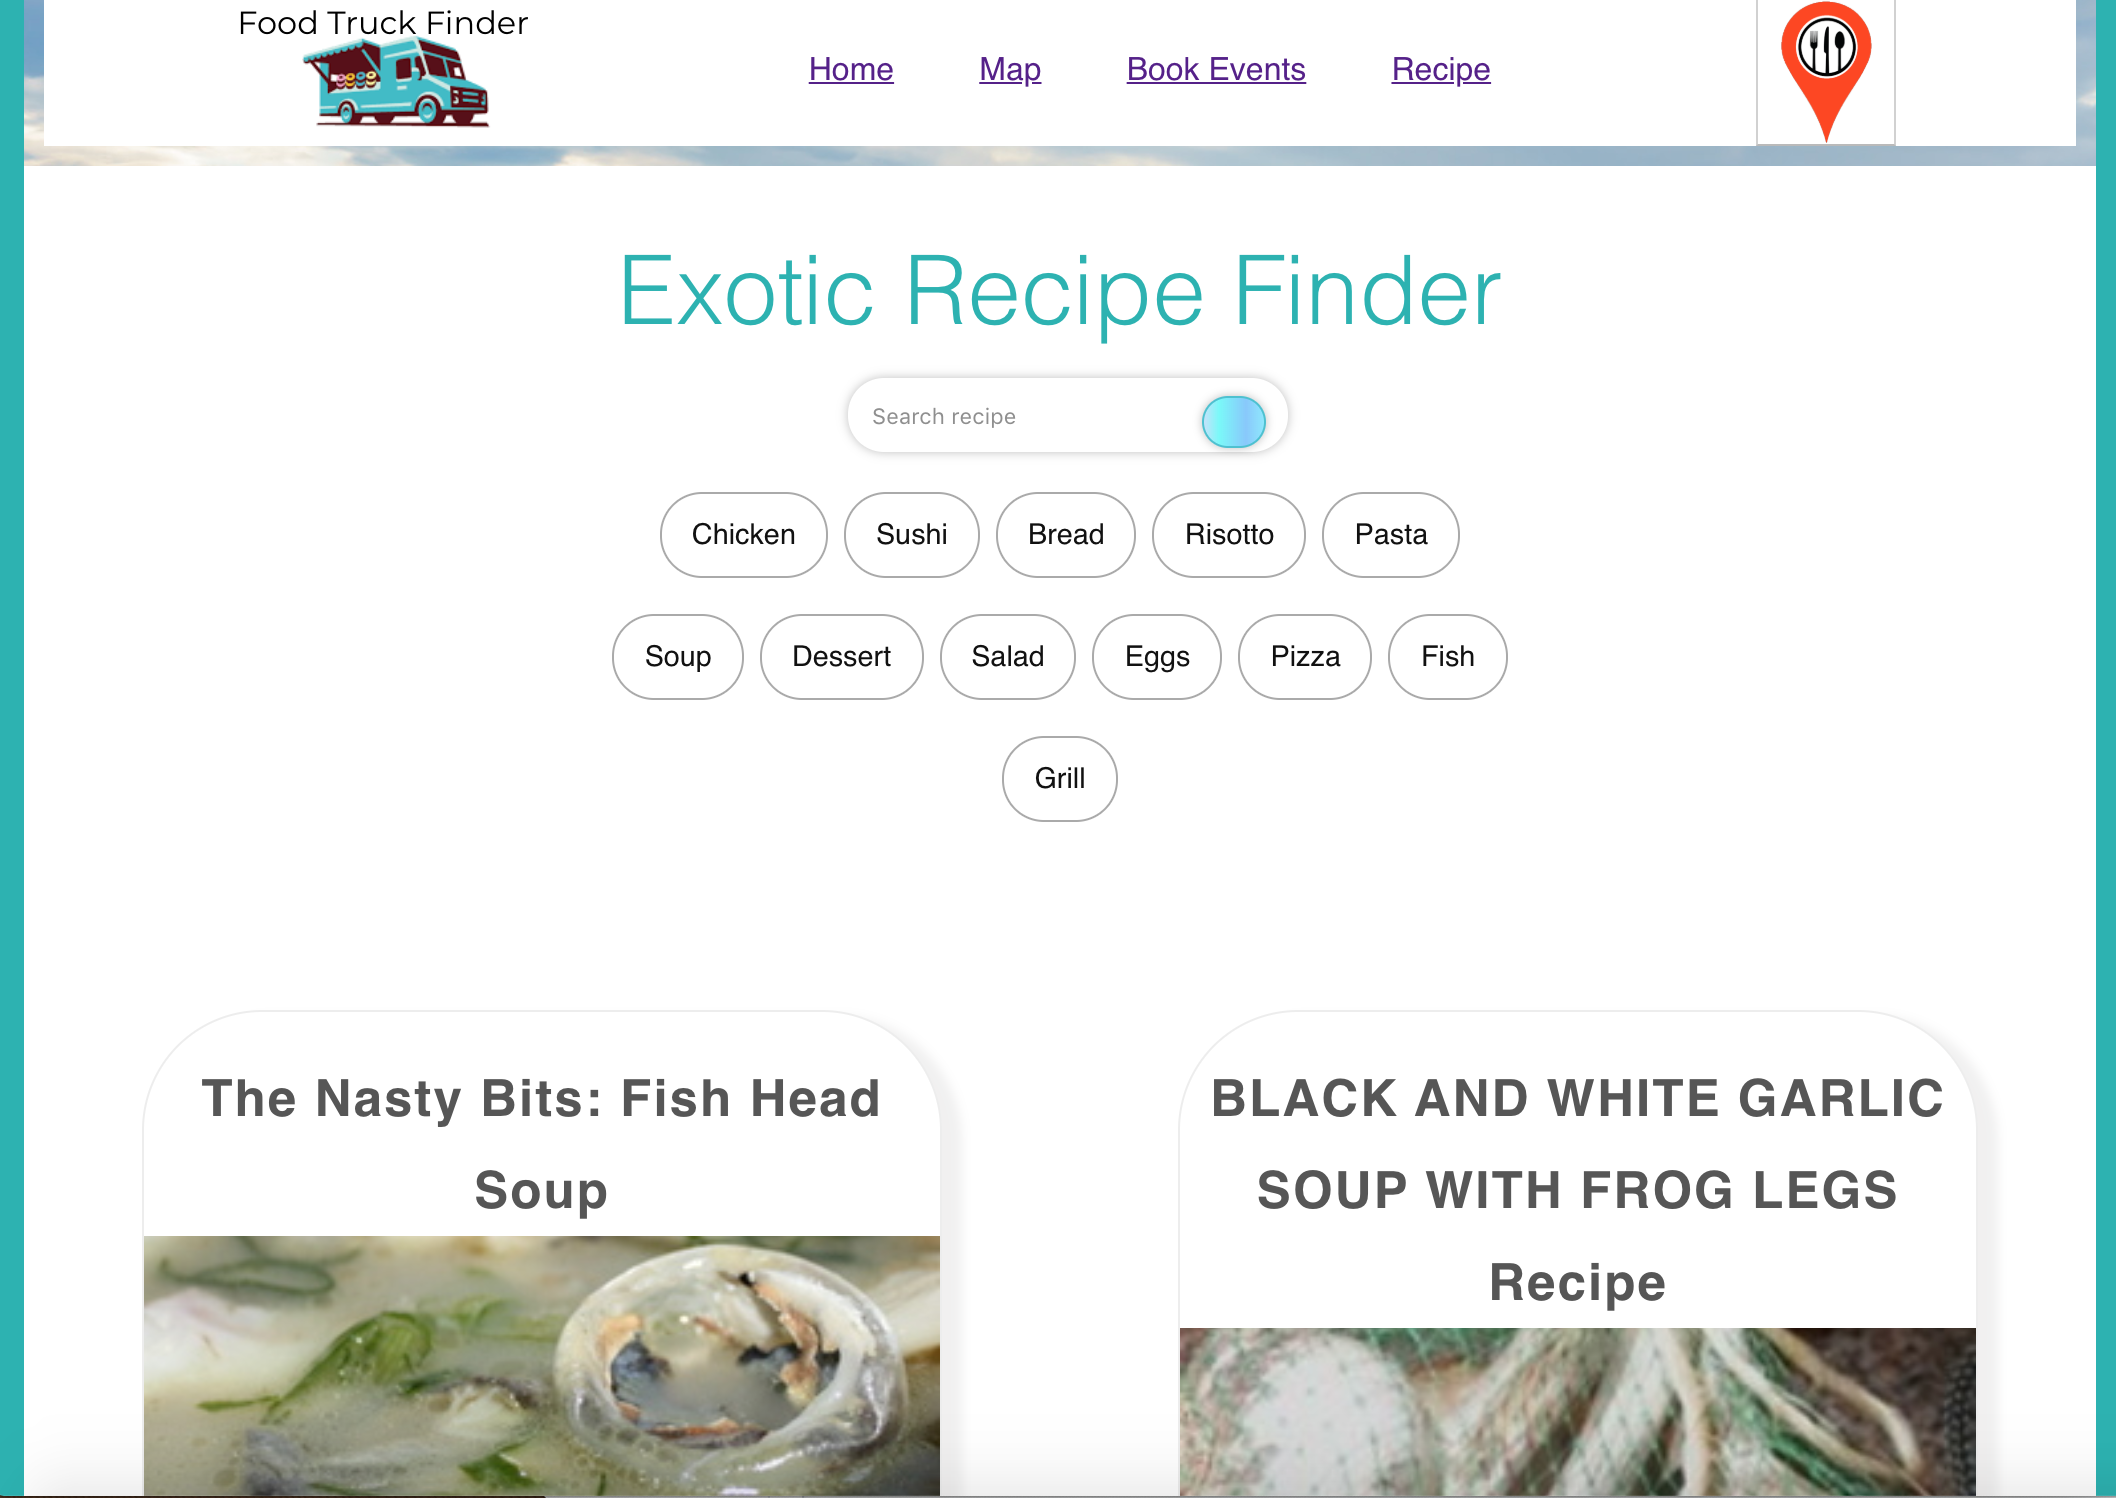 Food Truck Finder
Home Map Book Events Recipe
Exotic Recipe Finder
Search recipe
Chicken Sushi Bread Risotto Pasta
Soup Dessert Salad Eggs Pizza Fish
Grill
The Nasty Bits: Fish Head
Soup
BLACK AND WHITE GARLIC
SOUP WITH FROG LEGS
Recipe